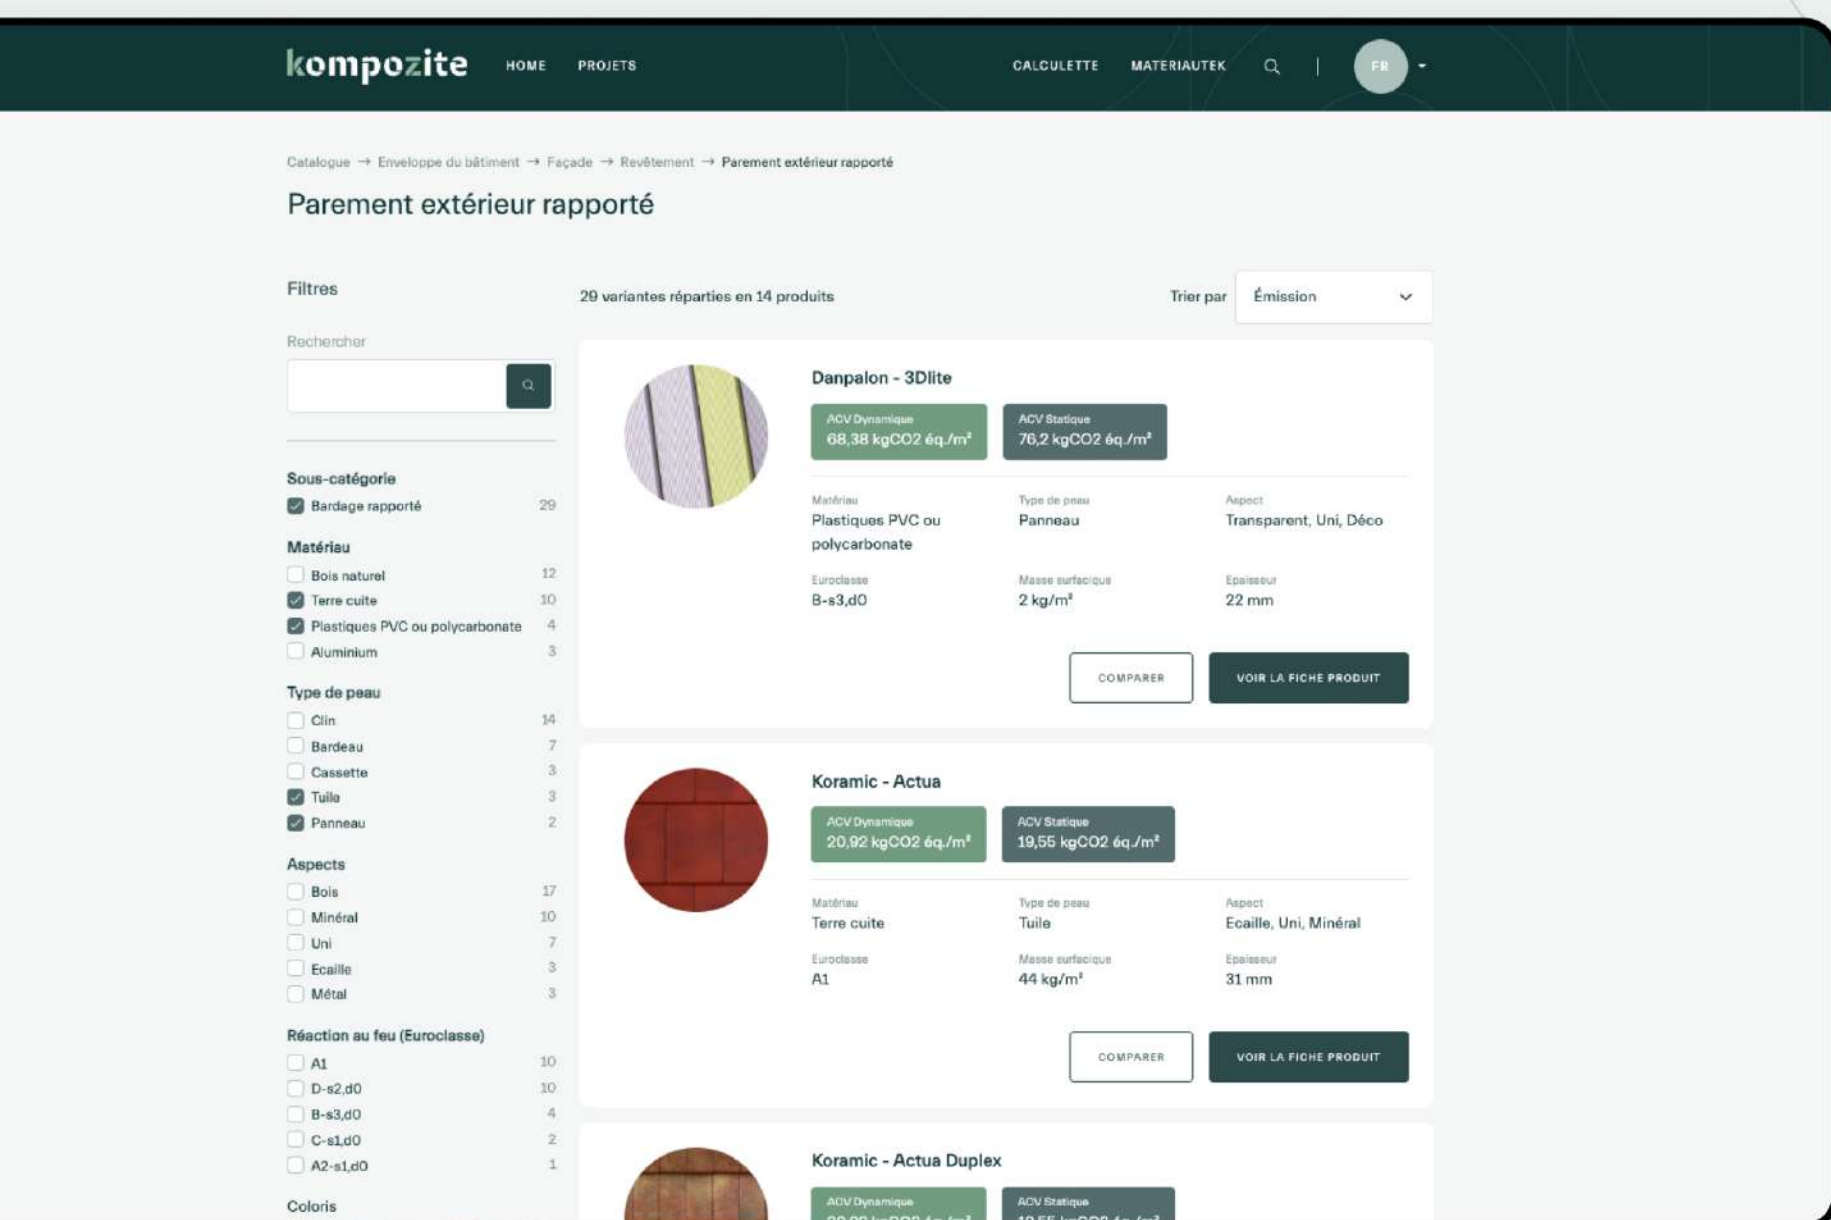 kompozite HOME PROJETS CALCULETTE MATERIAUTEK FR
Catalogue → Enveloppe du bâtiment → Façade → Revêtement → Parement extérieur rapporté
Parement extérieur rapporté
Filtres
Rechercher
Sous-catégorie
Bardage rapporté 29
Matériau
Bois naturel 12
Terre cuite 10
Plastiques PVC ou polycarbonate 4
Aluminium 3
Type de peau
Clin 14
Bardeau 7
Cassette 3
Tuile 3
Panneau 2
Aspects
Bois 17
Minéral 10
Uni 7
Ecaille 3
Métal 3
Réaction au feu (Euroclasse)
A1 10
D-s2,d0 10
B-s3,d0 4
C-s1,d0 2
A2-s1,d0 1
Coloris
29 variantes réparties en 14 produits
Trier par Émission
Danpalon - 3Dlite
ACV Dynamique ACV Statique
68,38 kgCO2 éq./m² 76,2 kgCO2 éq./m²
Matériau Type de peau Aspect
Plastiques PVC ou Panneau Transparent, Uni, Déco
polycarbonate
Euroclasse Masse surfacique Epaisseur
B-s3,d0 2 kg/m² 22 mm
COMPARER VOIR LA FICHE PRODUIT
Koramic - Actua
ACV Dynamique ACV Statique
20,92 kgCO2 éq./m² 19,55 kgCO2 éq./m²
Matériau Type de peau Aspect
Terre cuite Tuile Ecaille, Uni, Minéral
Euroclasse Masse surfacique Epaisseur
A1 44 kg/m² 31 mm
COMPARER VOIR LA FICHE PRODUIT
Koramic - Actua Duplex
ACV Dynamique ACV Statique